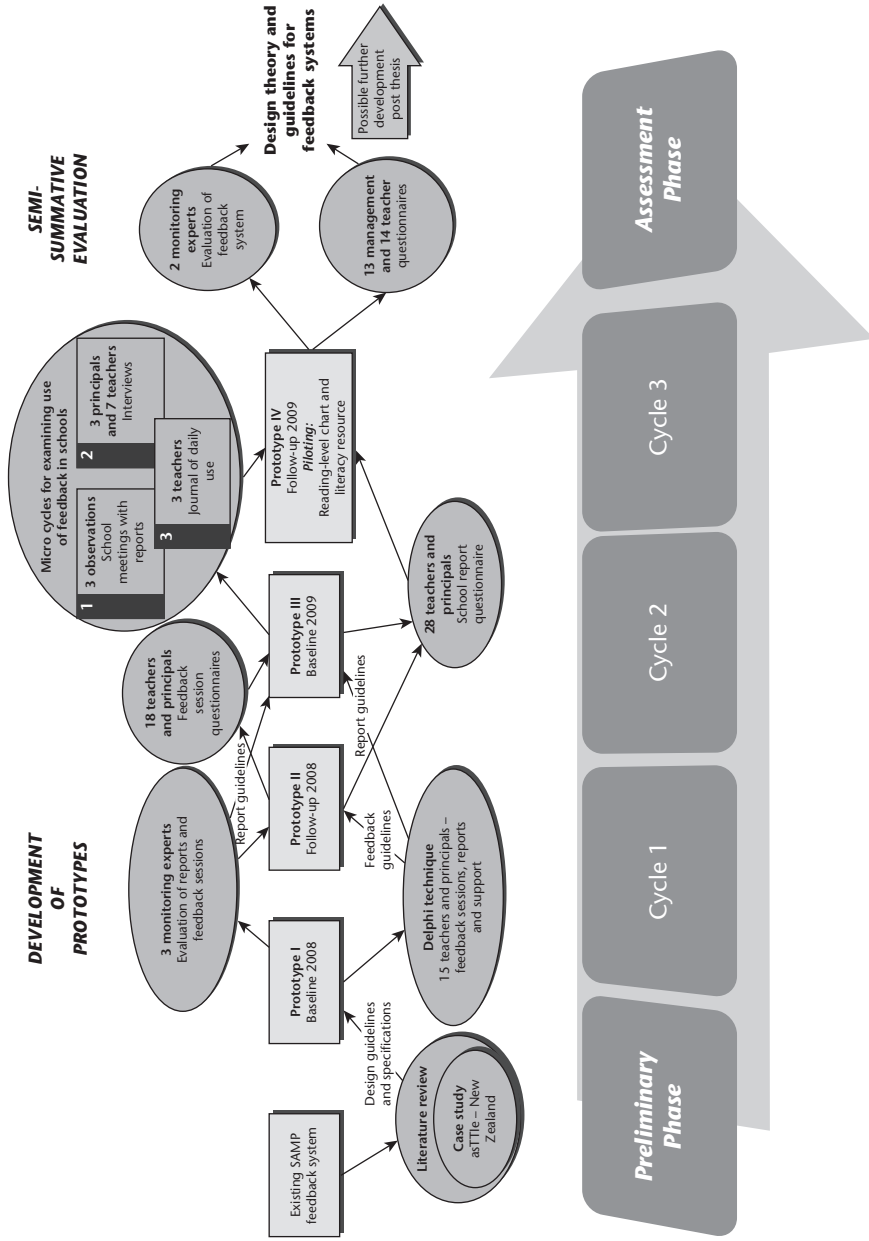 DEVELOPMENT
OF
PROTOTYPES
SEMI-
SUMMATIVE
EVALUATION
Existing SAMP
feedback system
Literature review
Case study
asTTle – New
Zealand
Design guidelines
and specifications
Prototype I
Baseline 2008
3 monitoring experts
Evaluation of reports and
feedback sessions
Delphi technique
15 teachers and principals –
feedback sessions, reports
and support
Report guidelines
Feedback
guidelines
Prototype II
Follow-up 2008
18 teachers
and principals
Feedback
session
questionnaires
Report guidelines
Prototype III
Baseline 2009
28 teachers and
principals
School report
questionnaire
Micro cycles for examining use
of feedback in schools
1
3 observations
School
meetings with
reports
2
3 principals
and 7 teachers
Interviews
3
3 teachers
Journal of daily
use
Prototype IV
Follow-up 2009
Piloting:
Reading-level chart and
literacy resource
2 monitoring
experts
Evaluation of
feedback
system
13 management
and 14 teacher
questionnaires
Design theory and
guidelines for
feedback systems
Possible further
development
post thesis
Preliminary
Phase
Cycle 1
Cycle 2
Cycle 3
Assessment
Phase